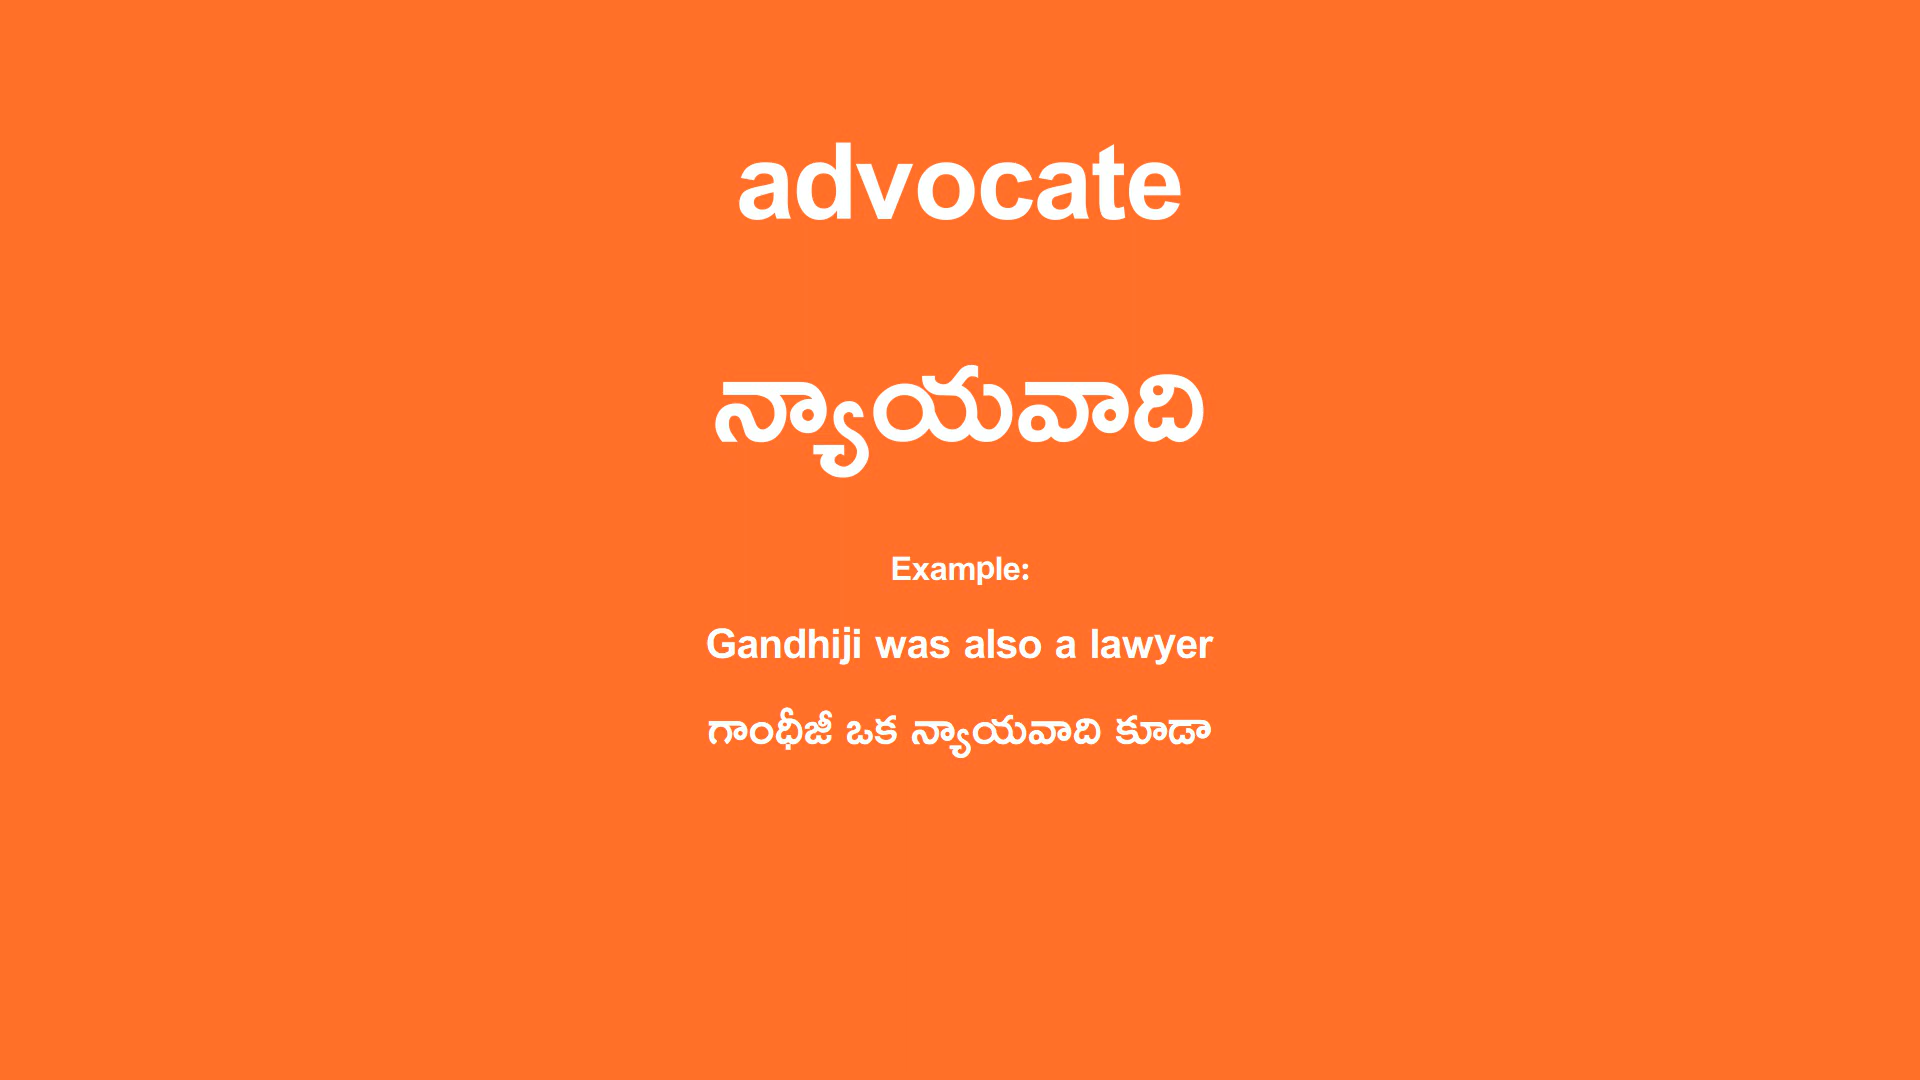 advocate
న్యాయవాది
Example:
Gandhiji was also a lawyer
గాంధీజీ ఒక న్యాయవాది కూడా